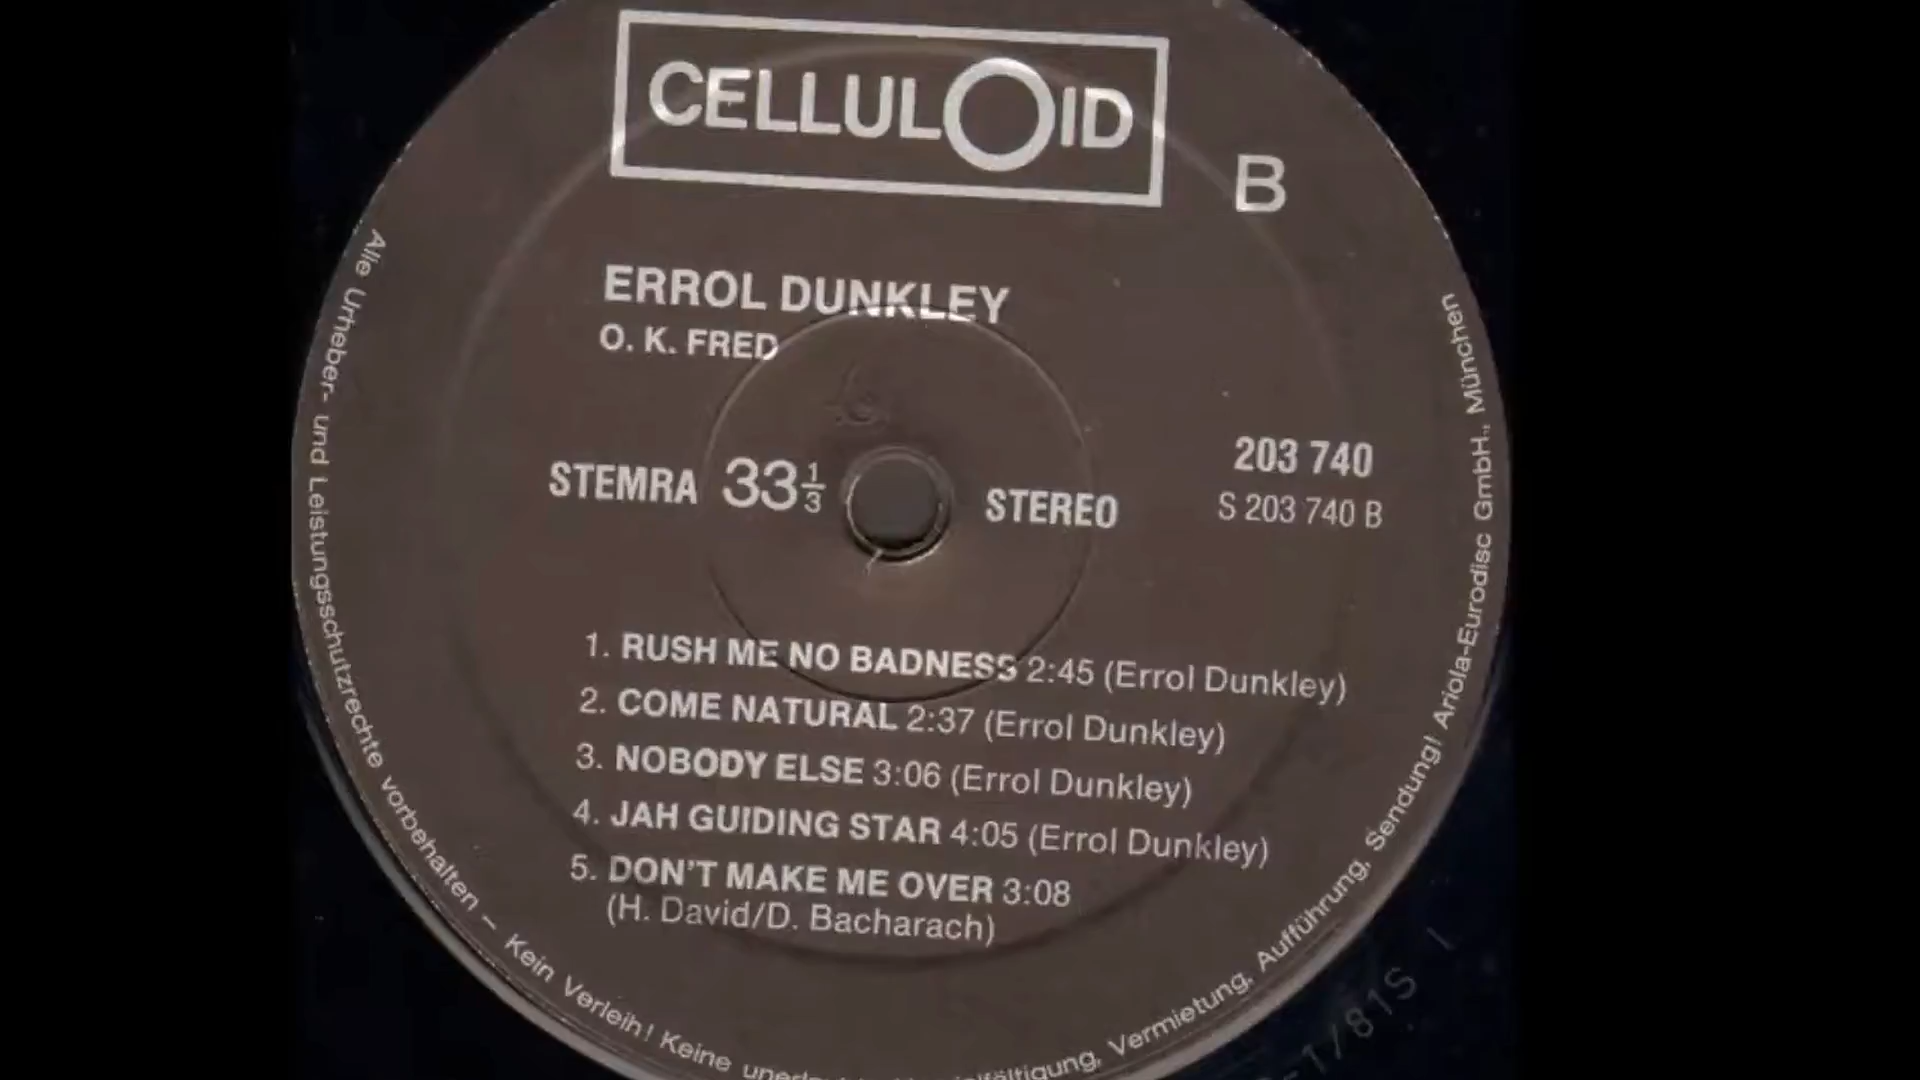 CELLULOID
B
ERROL DUNKLEY
O. K. FRED
STEMRA 33 1/3 STEREO
203 740
S 203 740 B
1. RUSH ME NO BADNESS 2:45 (Errol Dunkley)
2. COME NATURAL 2:37 (Errol Dunkley)
3. NOBODY ELSE 3:06 (Errol Dunkley)
4. JAH GUIDING STAR 4:05 (Errol Dunkley)
5. DON'T MAKE ME OVER 3:08
(H. David/D. Bacharach)
Alle Urheber- und Leistungsschutzrechte vorbehalten – Kein Verleih! Keine Vermietung, Aufführung, Sendung! Ariola-Eurodisc GmbH., München